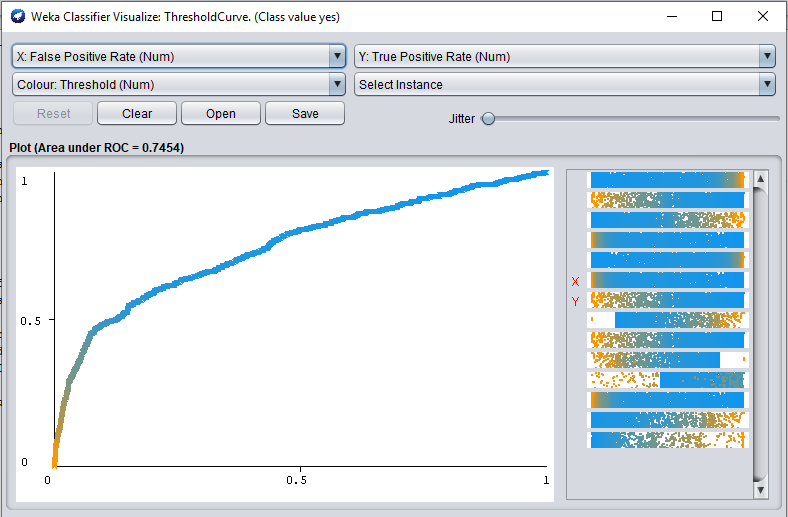 Weka Classifier Visualize: ThresholdCurve. (Class value yes)
X: False Positive Rate (Num) Y: True Positive Rate (Num)
Colour: Threshold (Num) Select Instance
Reset Clear Open Save Jitter
Plot (Area under ROC = 0.7454)
1
X
Y
0.5
0
0 0.5 1